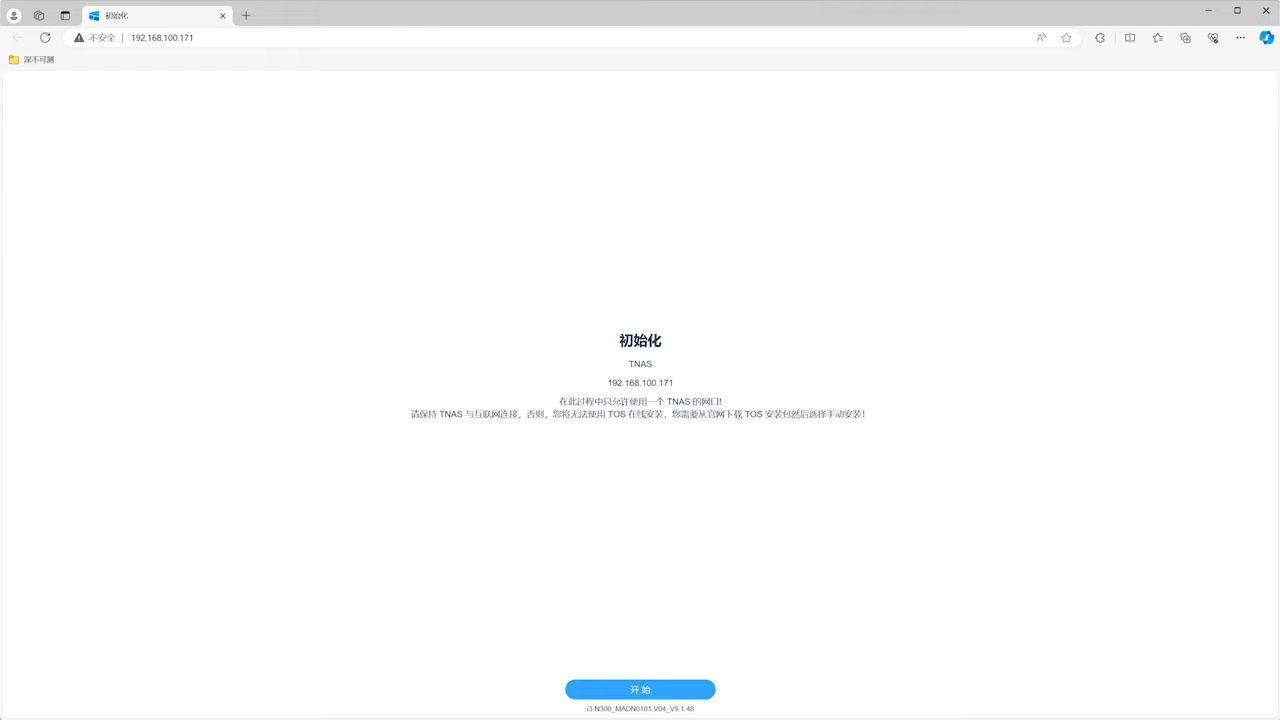 初始化
不安全 192.168.100.171
深不可测
初始化
TNAS
192.168.100.171
在此过程中只允许使用一个 TNAS 的网口!
请保持 TNAS 与互联网连接，否则，您将无法使用 TOS 在线安装，您需要从官网下载 TOS 安装包然后选择手动安装！
开 始
i3-N300_MADN0101.V04_V5.1.48